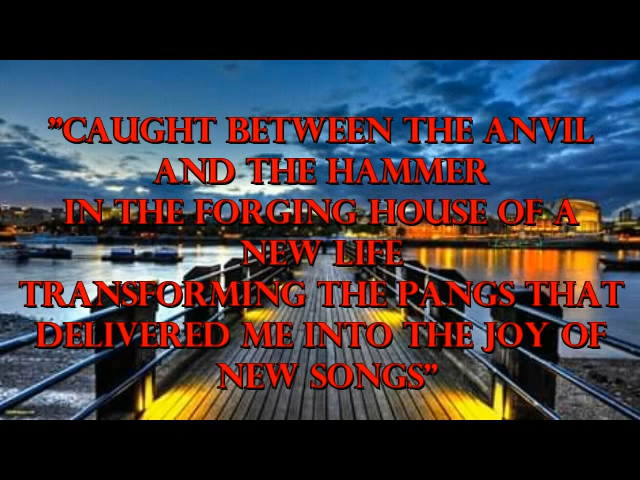 ”CAUGHT BETWEEN THE ANVIL
AND THE HAMMER
IN THE FORGING HOUSE OF A
NEW LIFE
TRANSFORMING THE PANGS THAT
DELIVERED ME INTO THE JOY OF
NEW SONGS”